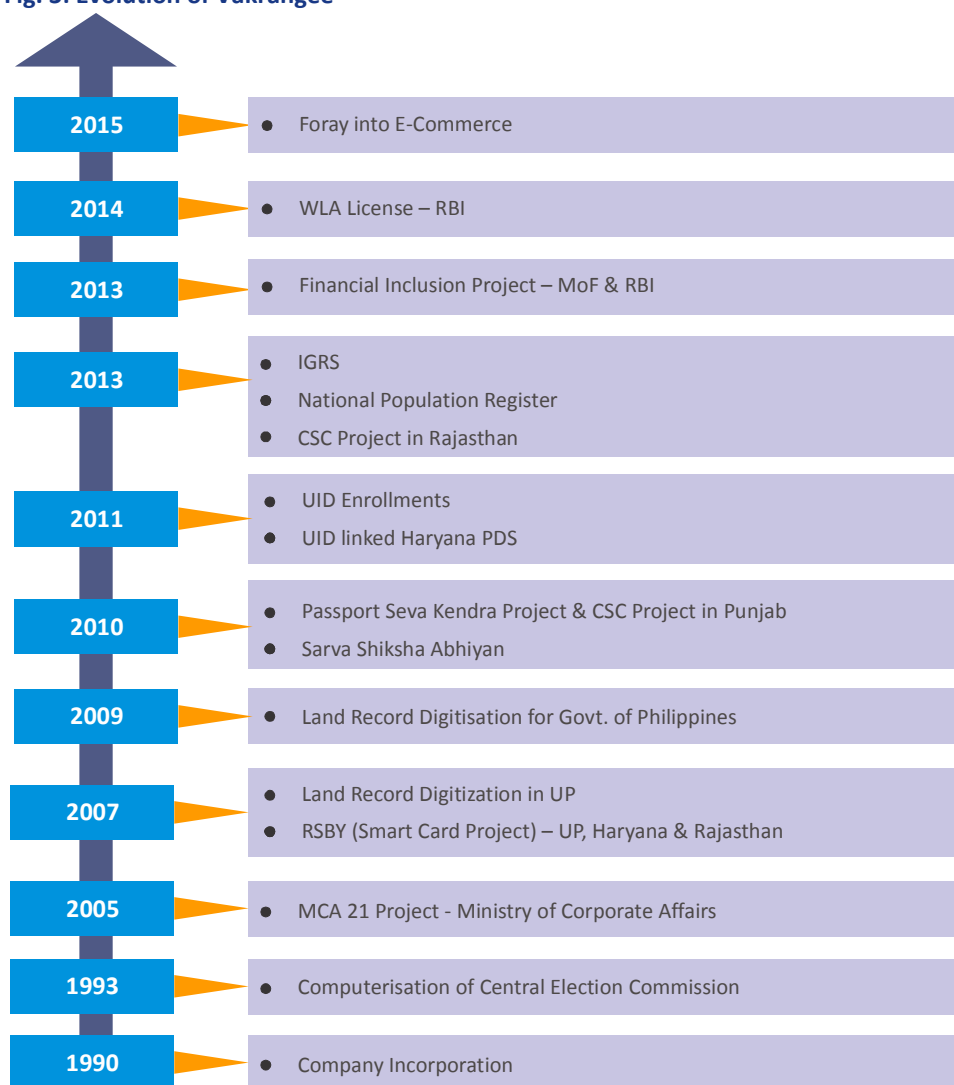 2015
Foray into E-Commerce
2014
WLA License – RBI
2013
Financial Inclusion Project – MoF & RBI
2013
IGRS
National Population Register
CSC Project in Rajasthan
2011
UID Enrollments
UID linked Haryana PDS
2010
Passport Seva Kendra Project & CSC Project in Punjab
Sarva Shiksha Abhiyan
2009
Land Record Digitisation for Govt. of Philippines
2007
Land Record Digitization in UP
RSBY (Smart Card Project) – UP, Haryana & Rajasthan
2005
MCA 21 Project - Ministry of Corporate Affairs
1993
Computerisation of Central Election Commission
1990
Company Incorporation